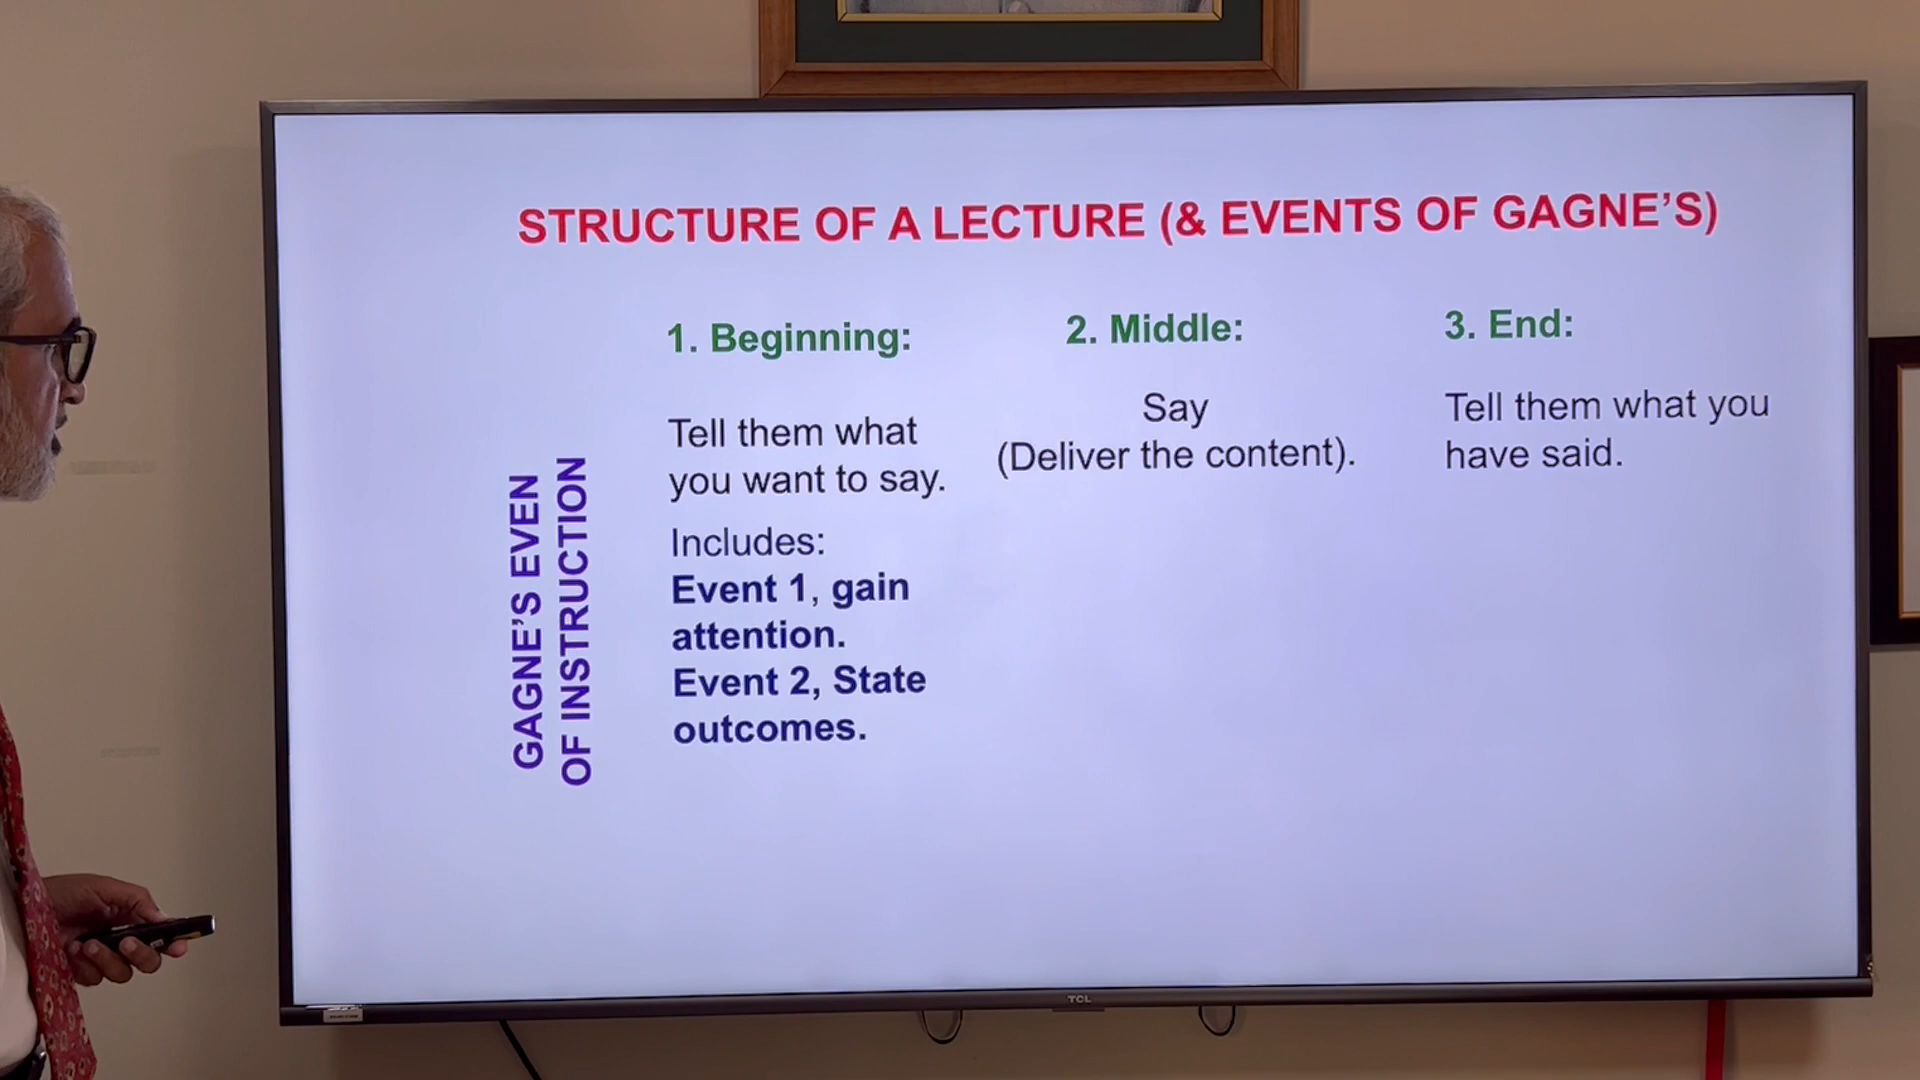 STRUCTURE OF A LECTURE (& EVENTS OF GAGNE'S)
1. Beginning:
Tell them what
you want to say.
Includes:
Event 1, gain
attention.
Event 2, State
outcomes.
2. Middle:
Say
(Deliver the content).
3. End:
Tell them what you
have said.
GAGNE'S EVEN
OF INSTRUCTION
TCL